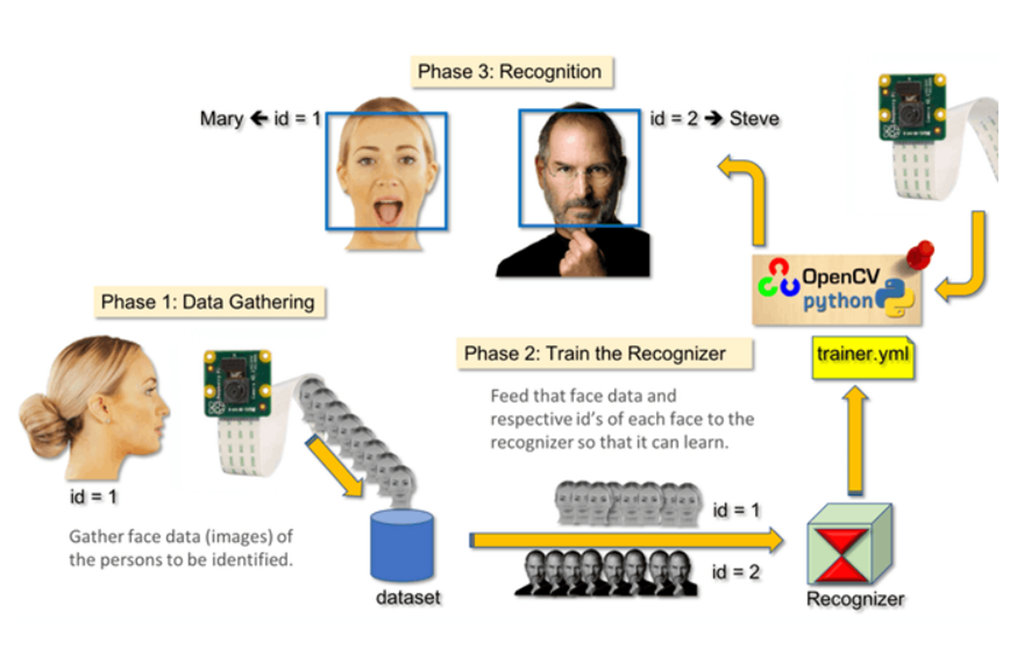 Phase 3: Recognition
Mary ← id = 1
id = 2 → Steve
OpenCV
python
Phase 1: Data Gathering
id = 1
Gather face data (images) of
the persons to be identified.
dataset
Phase 2: Train the Recognizer
Feed that face data and
respective id's of each face to the
recognizer so that it can learn.
id = 1
id = 2
trainer.yml
Recognizer